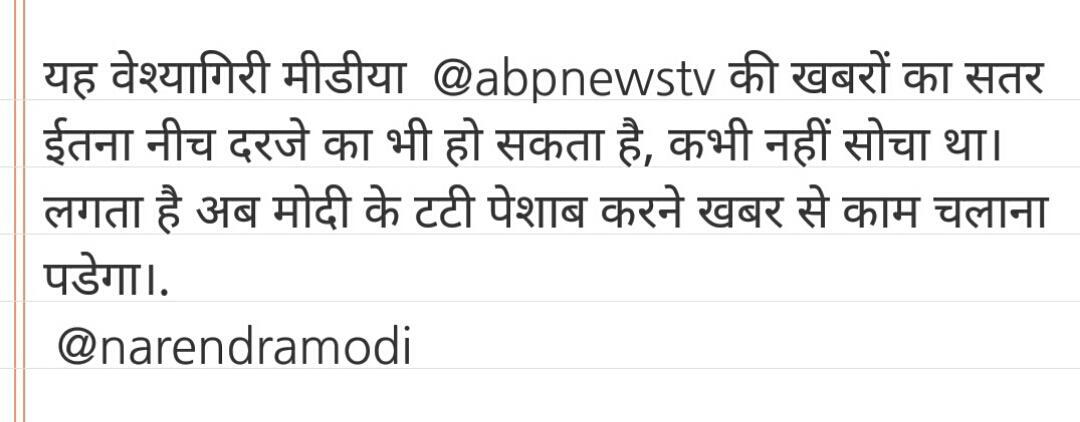 यह वेश्यागिरी मीडीया @abpnewstv की खबरों का सतर
ईतना नीच दरजे का भी हो सकता है, कभी नहीं सोचा था।
लगता है अब मोदी के टटी पेशाब करने खबर से काम चलाना
पडेगा।.
@narendramodi